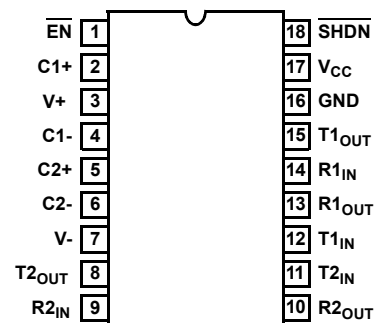 EN 1 18 SHDN
C1+ 2 17 VCC
V+ 3 16 GND
C1- 4 15 T1OUT
C2+ 5 14 R1IN
C2- 6 13 R1OUT
V- 7 12 T1IN
T2OUT 8 11 T2IN
R2IN 9 10 R2OUT